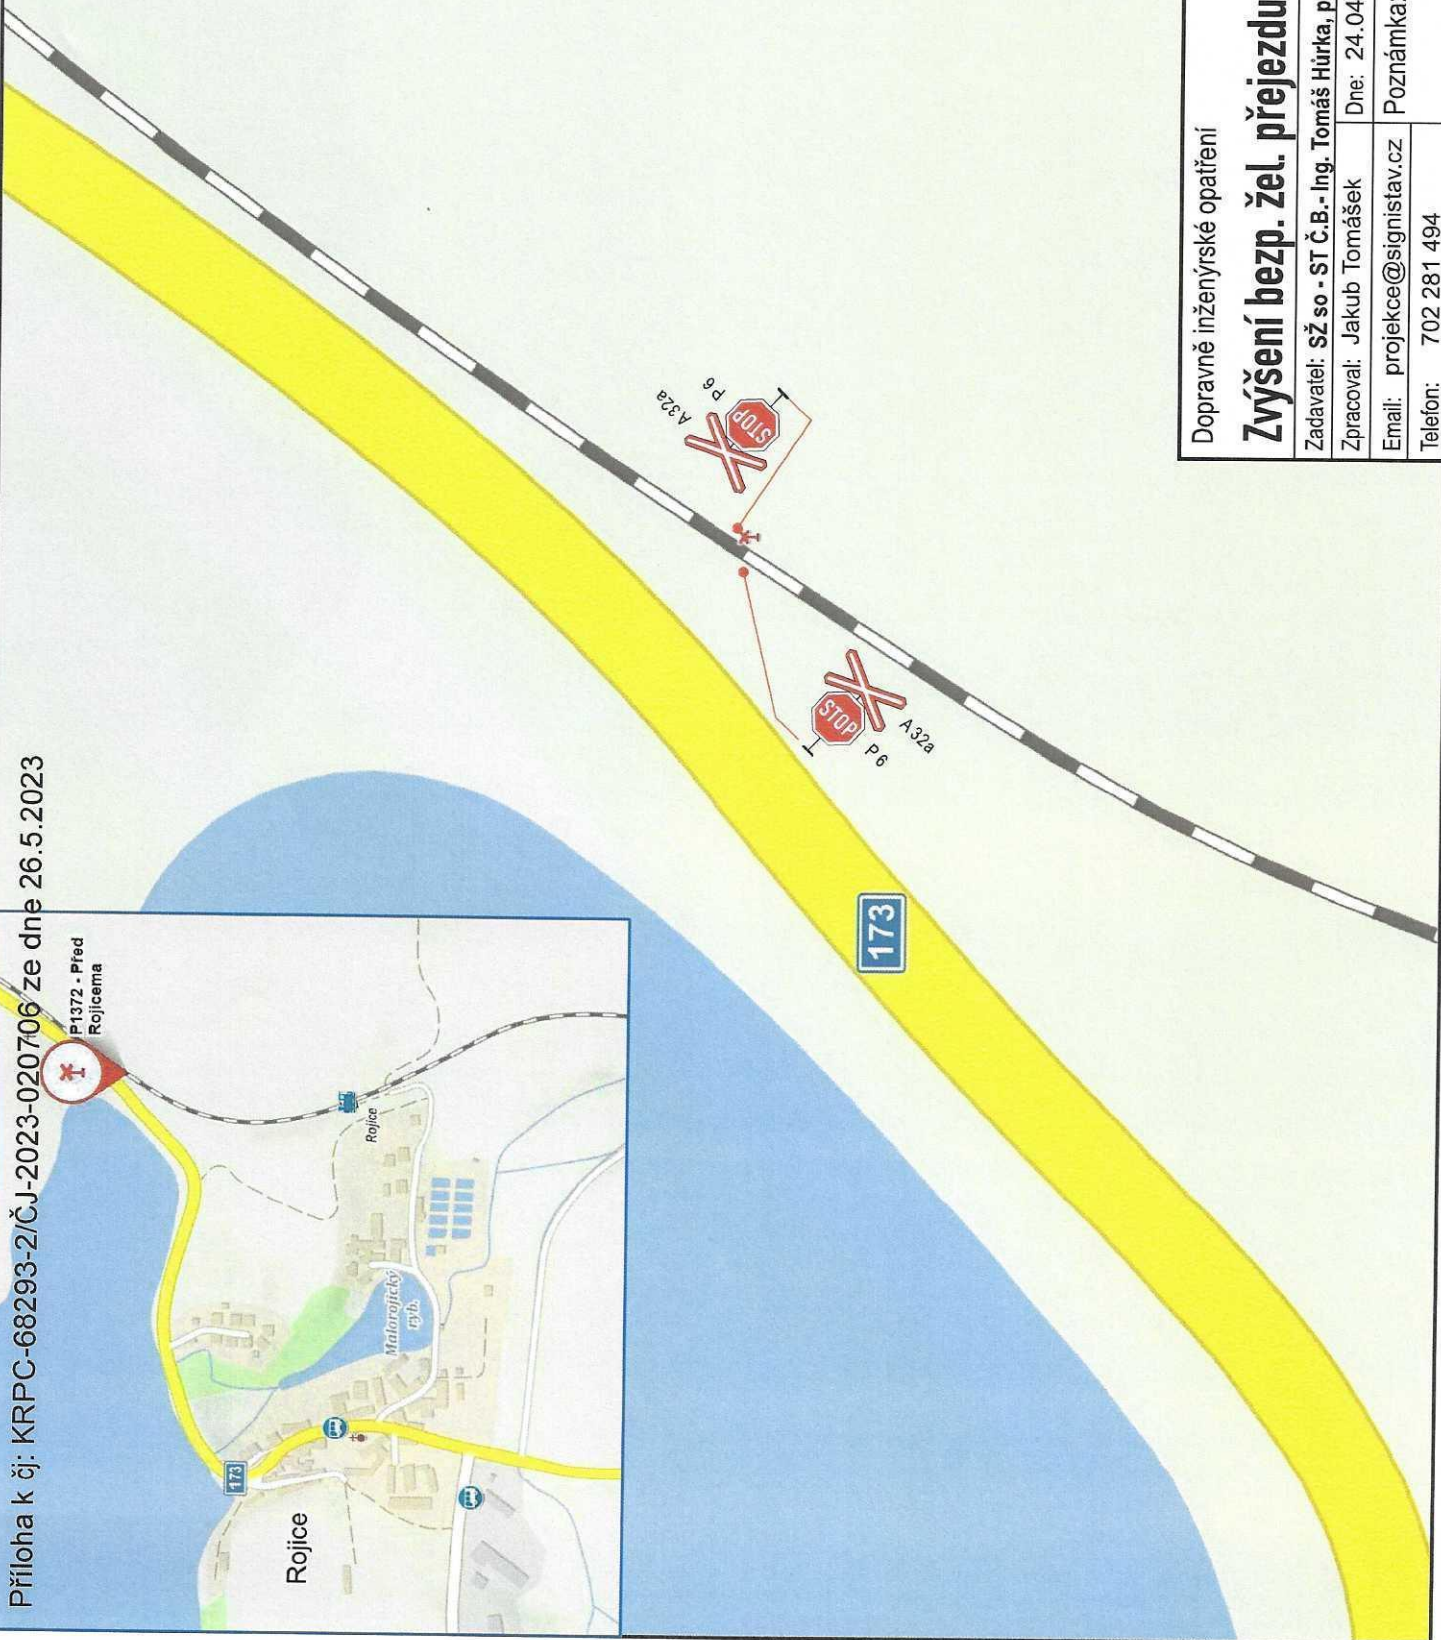 Příloha k čj: KRPC-68293-2/ČJ-2023-020706 ze dne 26.5.2023
P1372 - Před
Rojicema
173
Rojice
Rojice
Malorojický
ryb.
173
A32a
P6
STOP
STOP
P6
A32a
Dopravně inženýrské opatření
Zvýšení bezp. žel. přejezdu
Zadavatel: SŽ so - ST Č.B.- Ing. Tomáš Hůrka, p
Zpracoval: Jakub Tomášek Dne: 24.04
Email: projekce@signistav.cz Poznámka:
Telefon: 702 281 494